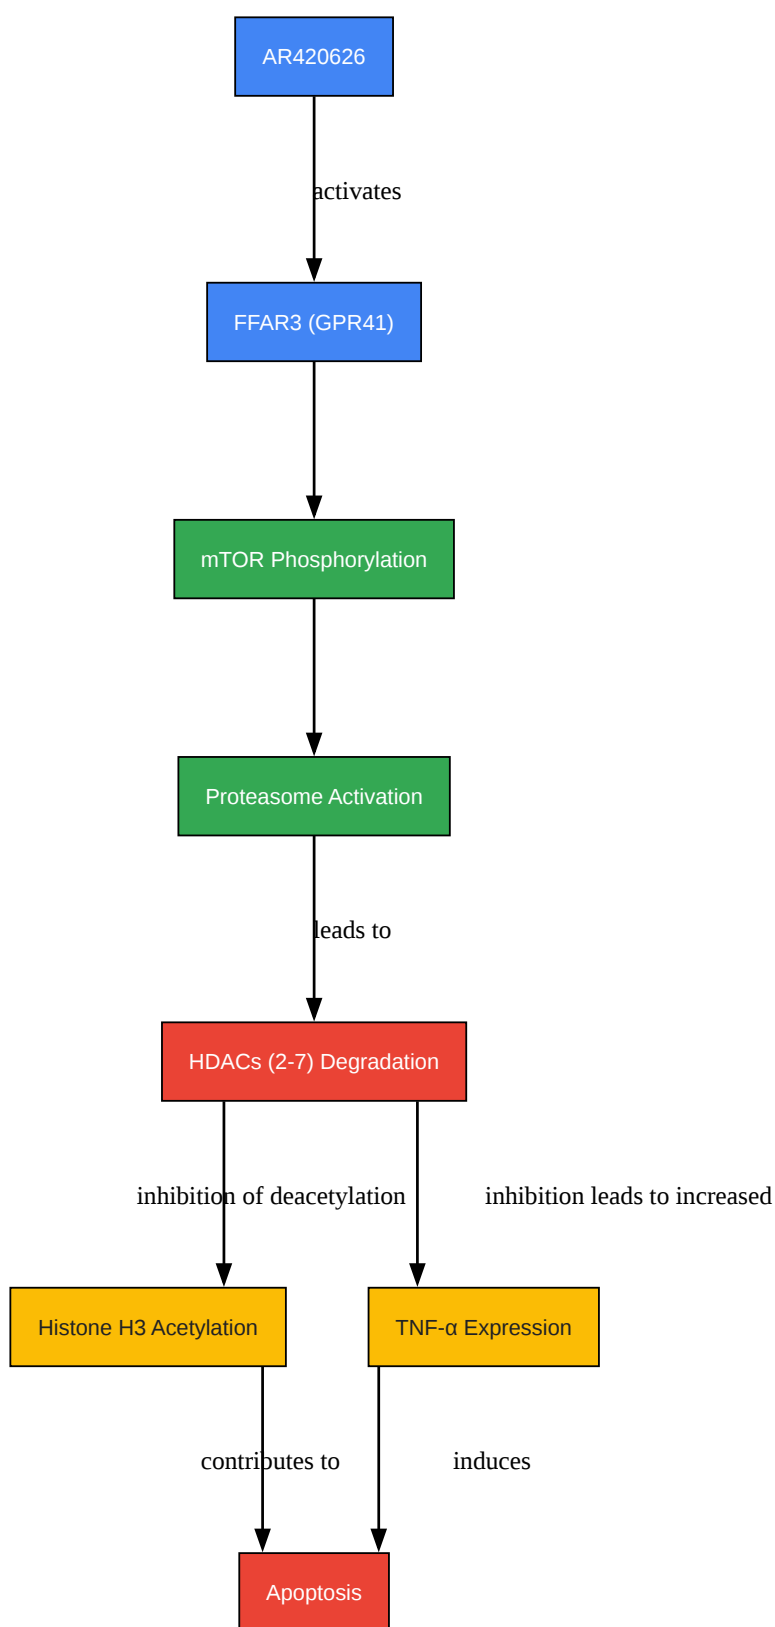 AR420626
activates
FFAR3 (GPR41)
mTOR Phosphorylation
Proteasome Activation
leads to
HDACs (2-7) Degradation
inhibition of deacetylation
inhibition leads to increased
Histone H3 Acetylation
TNF-α Expression
contributes to
induces
Apoptosis